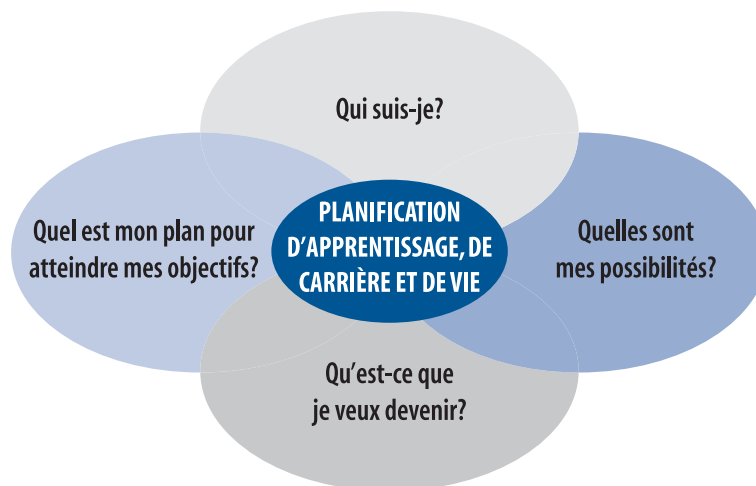 Qui suis-je?
Quel est mon plan pour
atteindre mes objectifs?
PLANIFICATION
D'APPRENTISSAGE, DE
CARRIÈRE ET DE VIE
Quelles sont
mes possibilités?
Qu'est-ce que
je veux devenir?